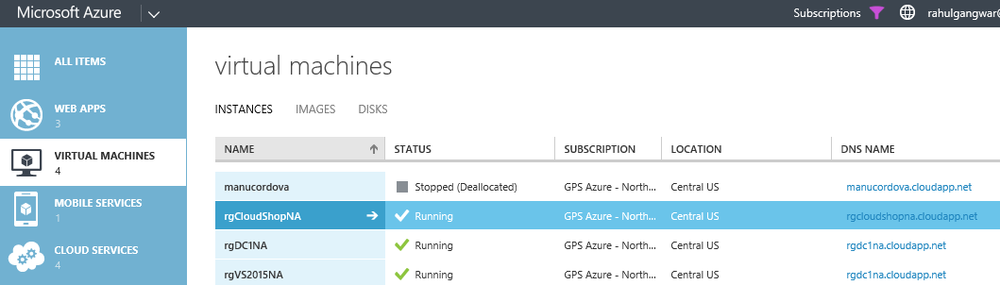 Microsoft Azure Subscriptions rahulgangwar@
ALL ITEMS
virtual machines
WEB APPS
3
INSTANCES IMAGES DISKS
VIRTUAL MACHINES
4
NAME STATUS SUBSCRIPTION LOCATION DNS NAME
manucordova Stopped (Deallocated) GPS Azure - North... Central US manucordova.cloudapp.net
MOBILE SERVICES
1
rgCloudShopNA Running GPS Azure - North... Central US rgcloudshopna.cloudapp.net
CLOUD SERVICES
4
rgDC1NA Running GPS Azure - North... Central US rgdc1na.cloudapp.net
rgVS2015NA Running GPS Azure - North... Central US rgdc1na.cloudapp.net